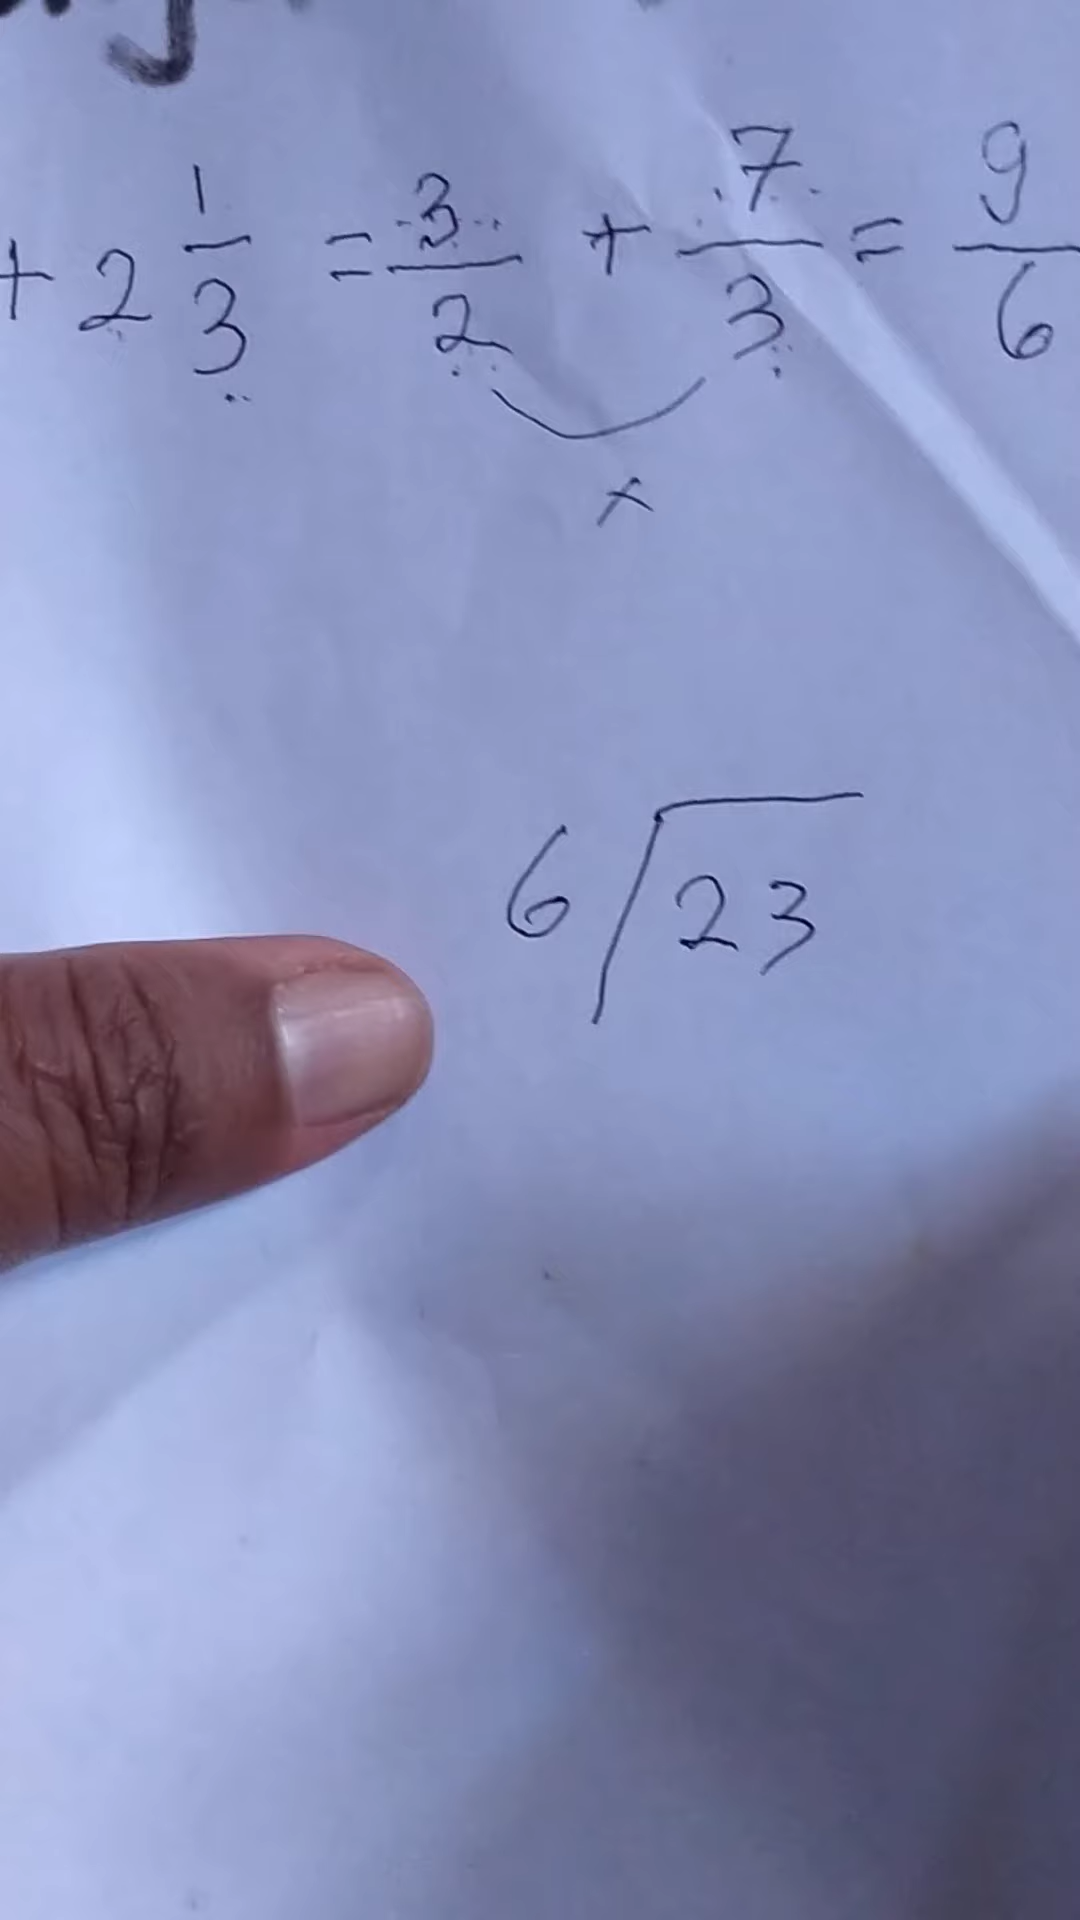 + 2 1/3 = 3/2 + 7/3 = 9/6
×
6√23